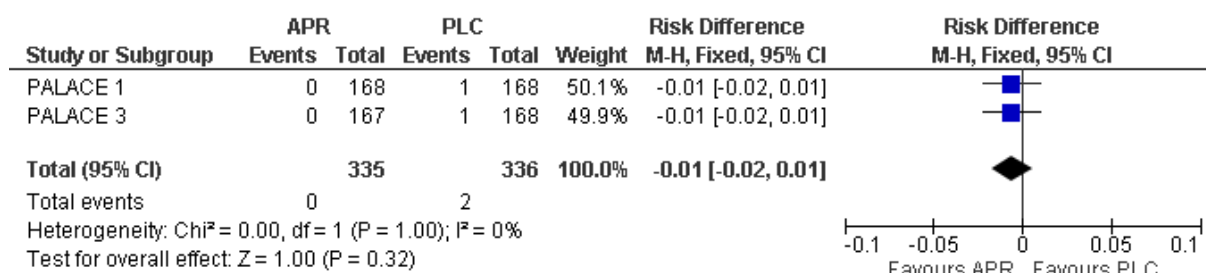 APR PLC Risk Difference Risk Difference
Study or Subgroup Events Total Events Total Weight M-H, Fixed, 95% CI M-H, Fixed, 95% CI
PALACE 1 0 168 1 168 50.1% -0.01 [-0.02, 0.01]
PALACE 3 0 167 1 168 49.9% -0.01 [-0.02, 0.01]
Total (95% CI) 335 336 100.0% -0.01 [-0.02, 0.01]
Total events 0 2
Heterogeneity: Chi² = 0.00, df = 1 (P = 1.00); I² = 0%
Test for overall effect: Z = 1.00 (P = 0.32)
-0.1 -0.05 0 0.05 0.1
Favours APR Favours PLC